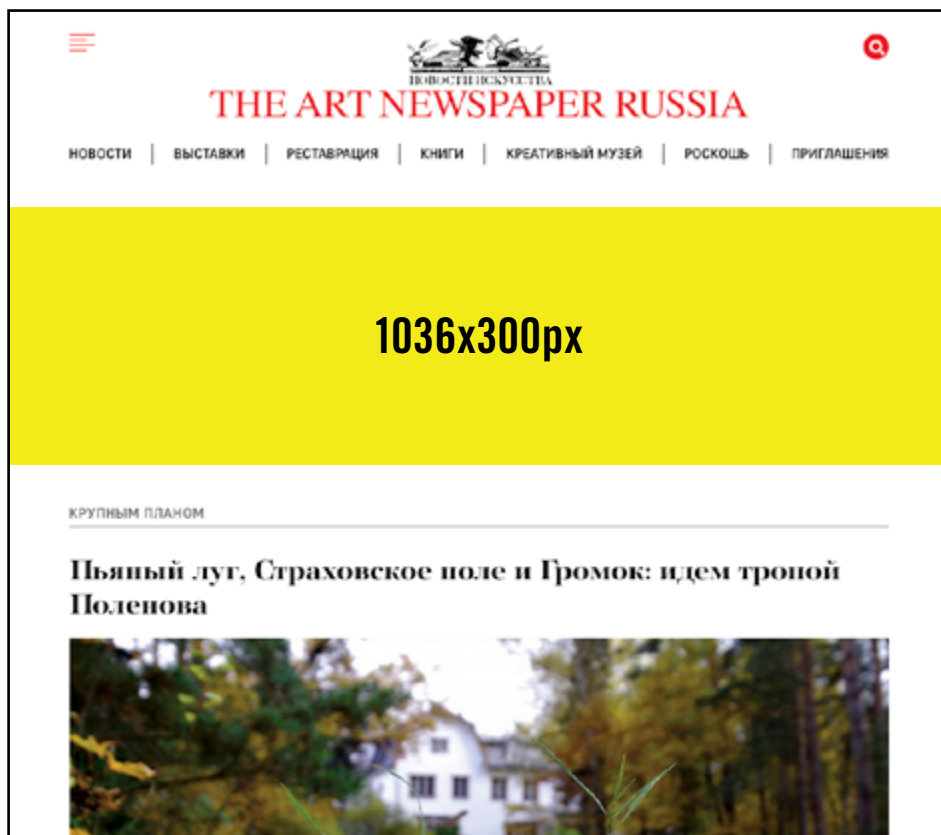 НОВОСТИ ИСКУССТВА
THE ART NEWSPAPER RUSSIA
НОВОСТИ | ВЫСТАВКИ | РЕСТАВРАЦИЯ | КНИГИ | КРЕАТИВНЫЙ МУЗЕЙ | РОСКОШЬ | ПРИГЛАШЕНИЯ
1036x300px
КРУПНЫМ ПЛАНОМ
Пьяный луг, Страховское поле и Громок: идем тропой
Поленова